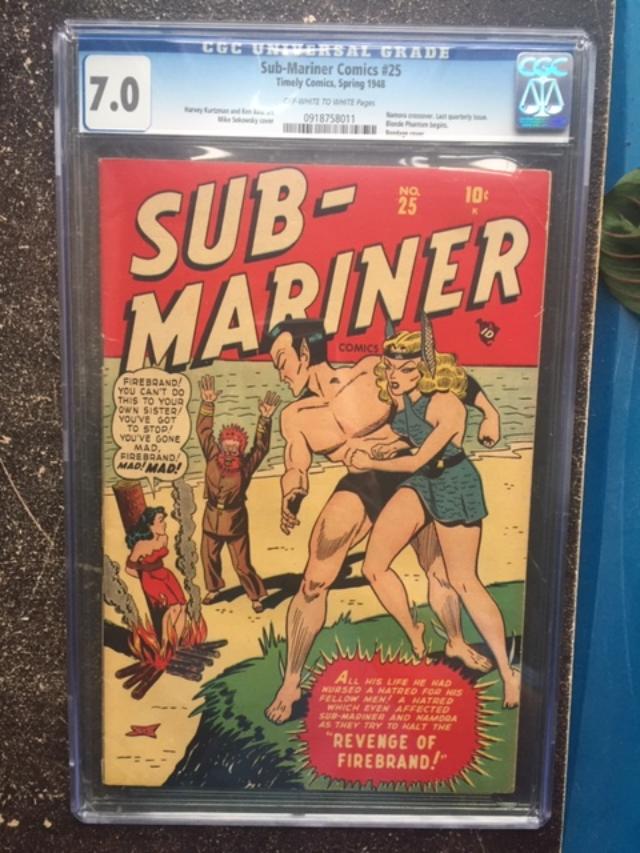 CGC UNIVERSAL GRADE
7.0
Sub-Mariner Comics #25
Timely Comics, Spring 1948
OFF-WHITE TO WHITE Pages
Harvey Kurtzman and Ken
Mike Sekowsky cover
0918758011
Namora crossover. Last quarterly issue.
Blonde Phantom begins.
Bondage cover.
CGC
SUB-
MARINER
COMICS
NO.
25
10¢
K
FIREBRAND!
YOU CAN'T DO
THIS TO YOUR
OWN SISTER!
YOU'VE GOT
TO STOP!
YOU'VE GONE
MAD,
FIREBRAND!
MAD! MAD!
ALL HIS LIFE HE HAD
NURSED A HATRED FOR HIS
FELLOW MEN! A HATRED
WHICH EVEN AFFECTED
SUB-MARINER AND NAMORA
AS THEY TRY TO HALT THE
"REVENGE OF
FIREBRAND!"